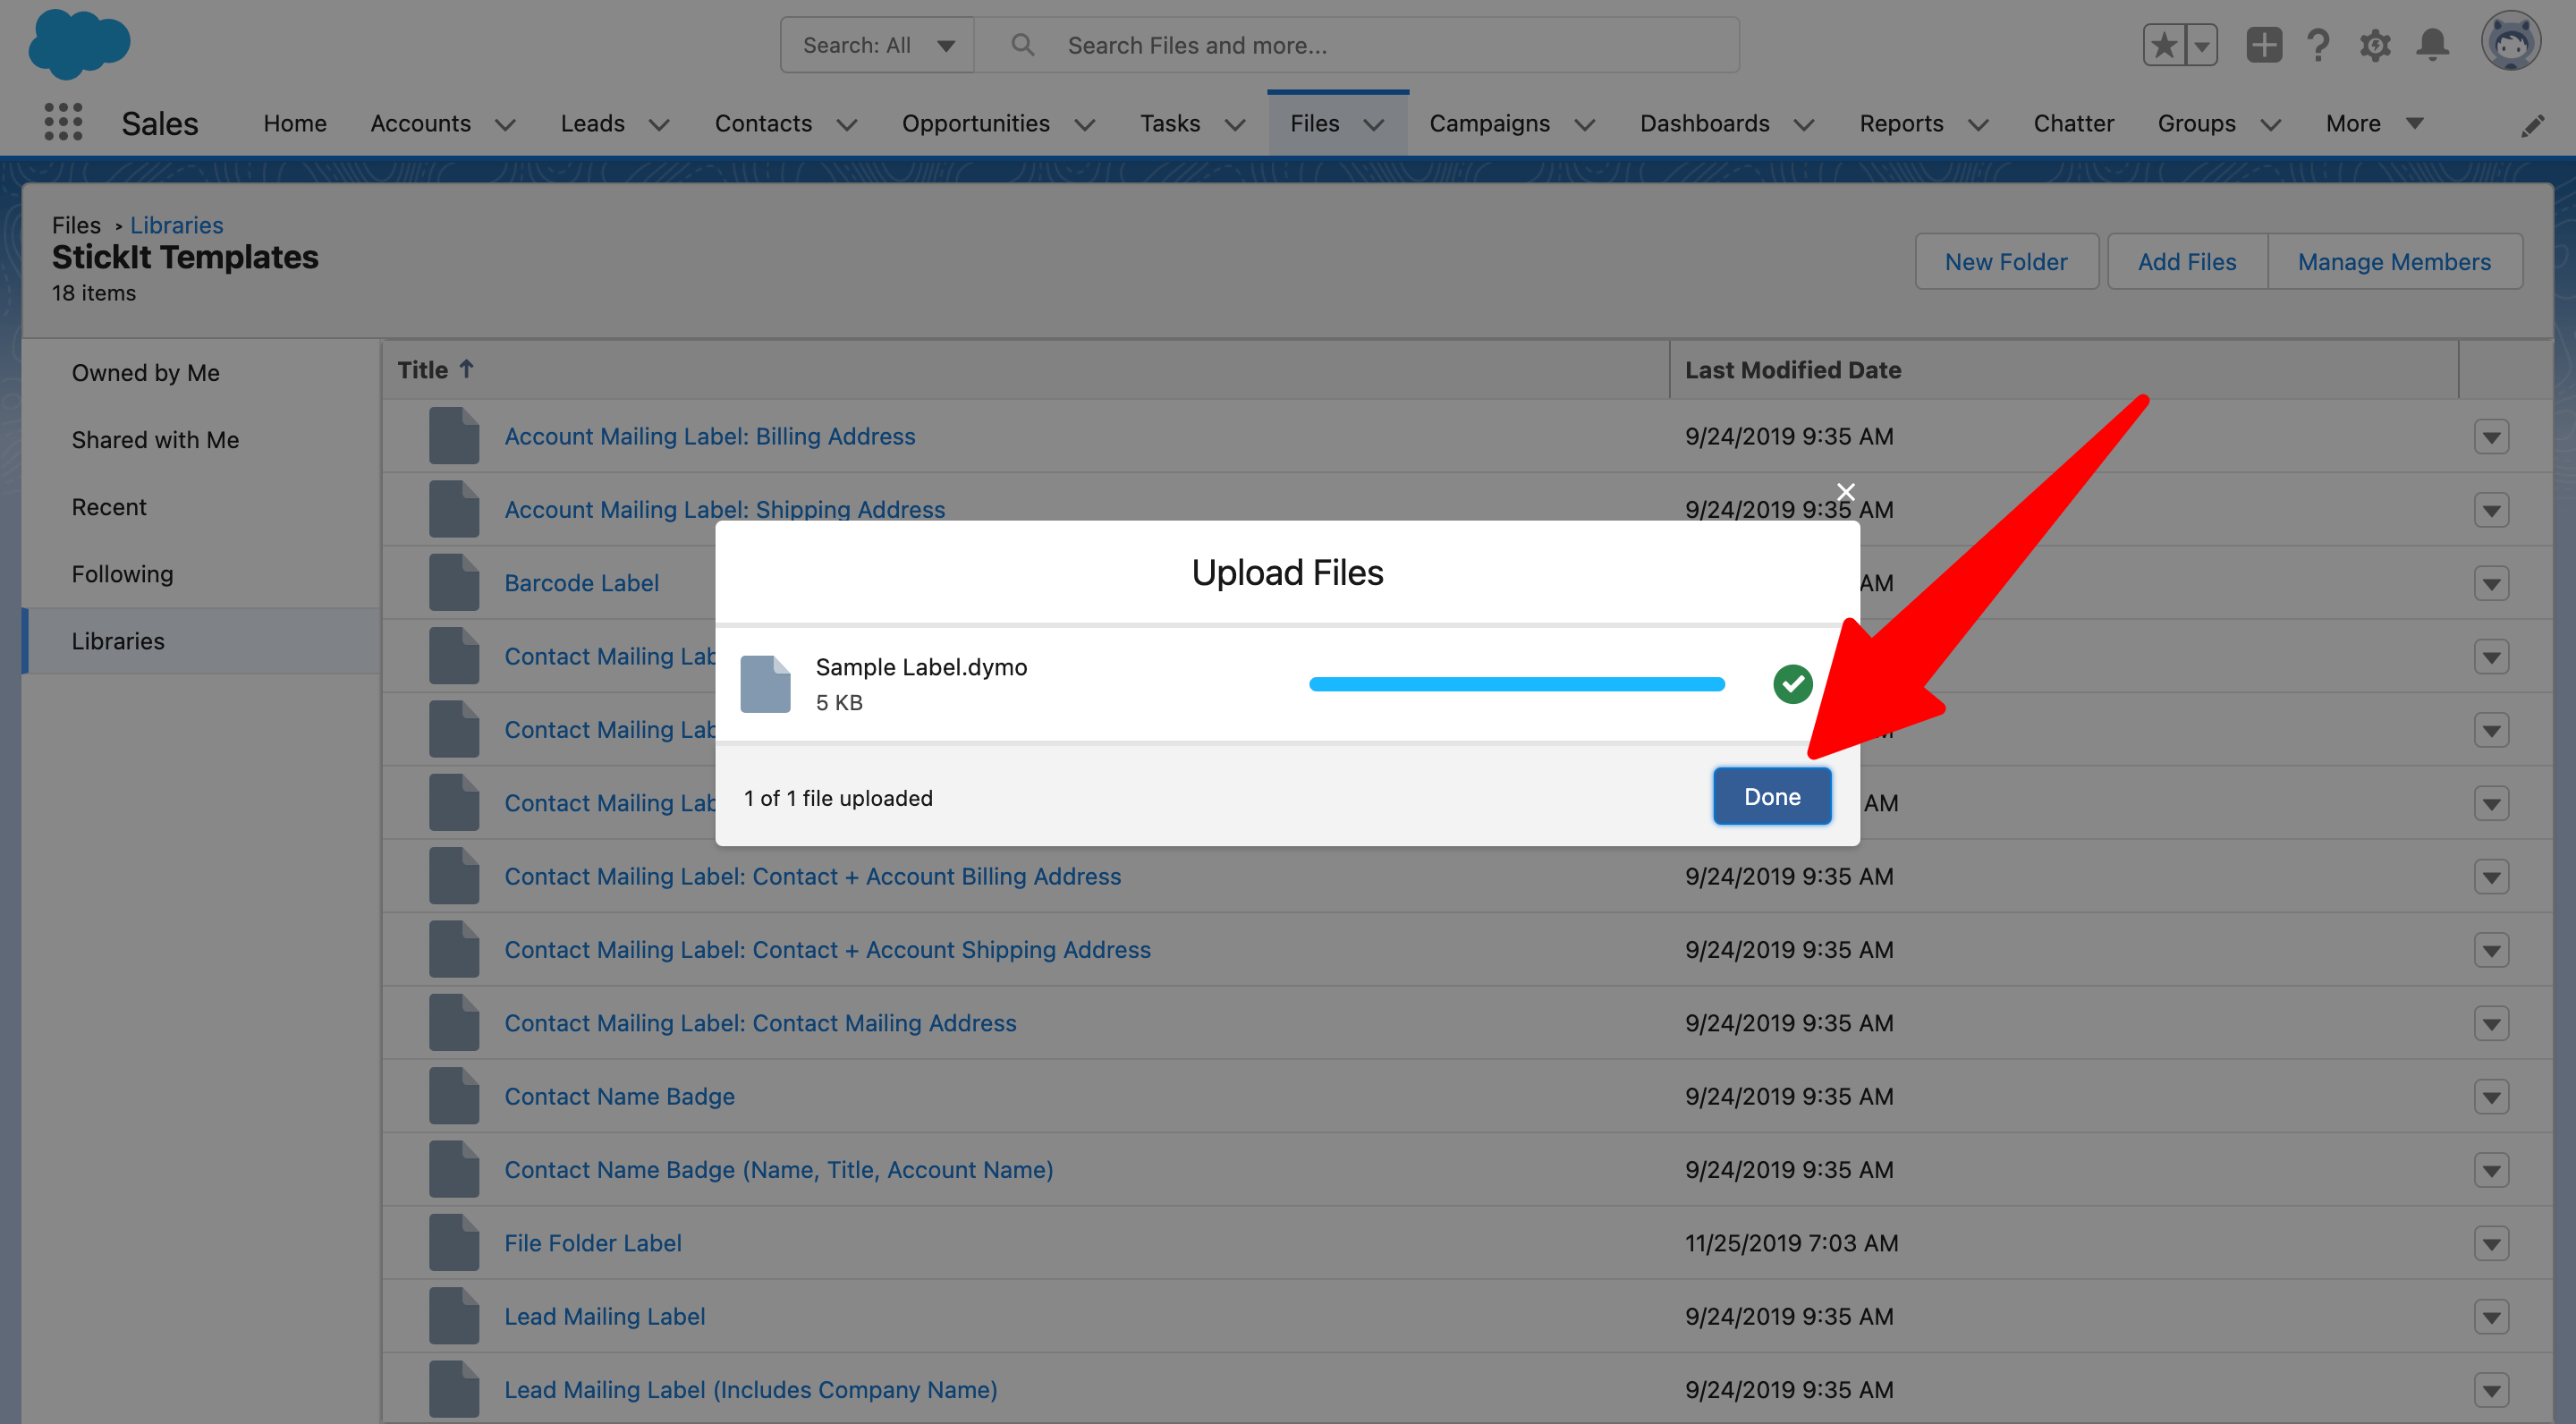 Search: All
Search Files and more...
Sales
Home
Accounts
Leads
Contacts
Opportunities
Tasks
Files
Campaigns
Dashboards
Reports
Chatter
Groups
More
Files > Libraries
StickIt Templates
18 items
New Folder
Add Files
Manage Members
Owned by Me
Shared with Me
Recent
Following
Libraries
Title
Last Modified Date
Account Mailing Label: Billing Address
9/24/2019 9:35 AM
Account Mailing Label: Shipping Address
9/24/2019 9:35 AM
Barcode Label
AM
Contact Mailing
Contact Mailing
Contact Mailing
AM
Upload Files
Sample Label.dymo
5 KB
1 of 1 file uploaded
Done
Contact Mailing Label: Contact + Account Billing Address
9/24/2019 9:35 AM
Contact Mailing Label: Contact + Account Shipping Address
9/24/2019 9:35 AM
Contact Mailing Label: Contact Mailing Address
9/24/2019 9:35 AM
Contact Name Badge
9/24/2019 9:35 AM
Contact Name Badge (Name, Title, Account Name)
9/24/2019 9:35 AM
File Folder Label
11/25/2019 7:03 AM
Lead Mailing Label
9/24/2019 9:35 AM
Lead Mailing Label (Includes Company Name)
9/24/2019 9:35 AM